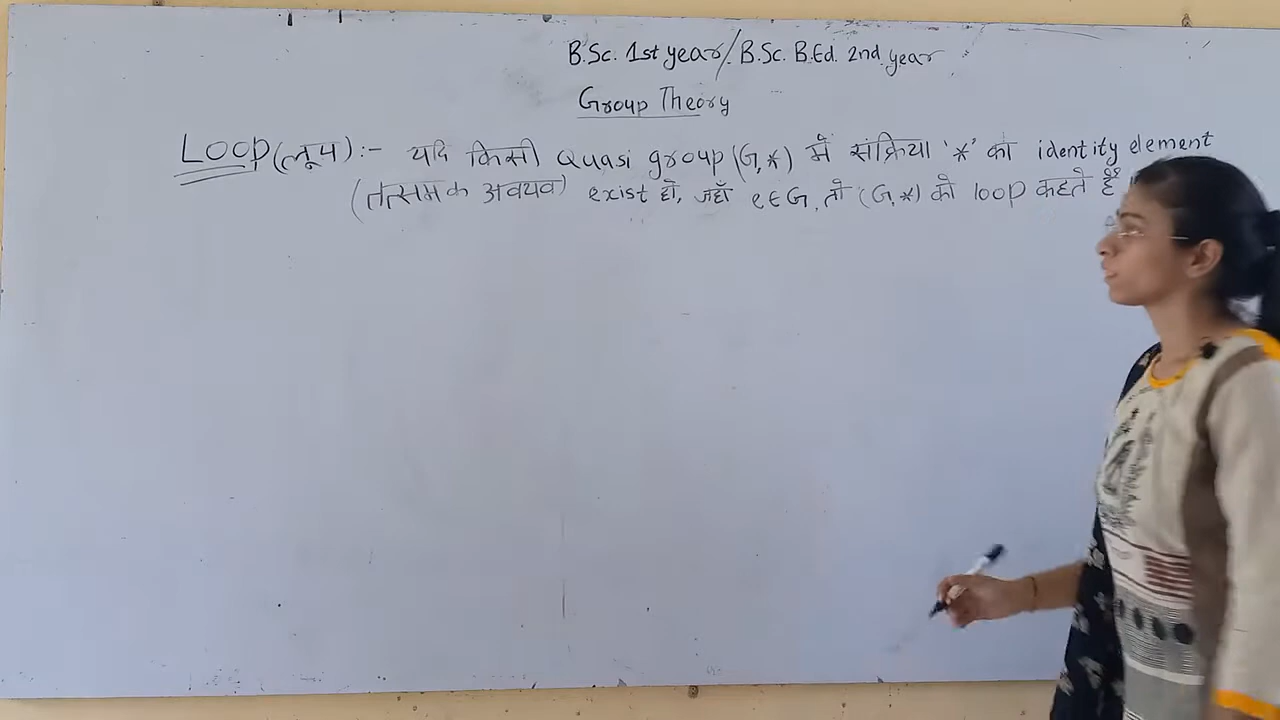 B.Sc. 1st year/B.Sc. B.Ed. 2nd year
Group Theory
LOOP(लूप):- यदि किसी Quasi group (G,*) में संक्रिया '*' का identity element
(तत्समक अवयव) exist हो, जहाँ e∈G, तो (G,*) को loop कहते हैं